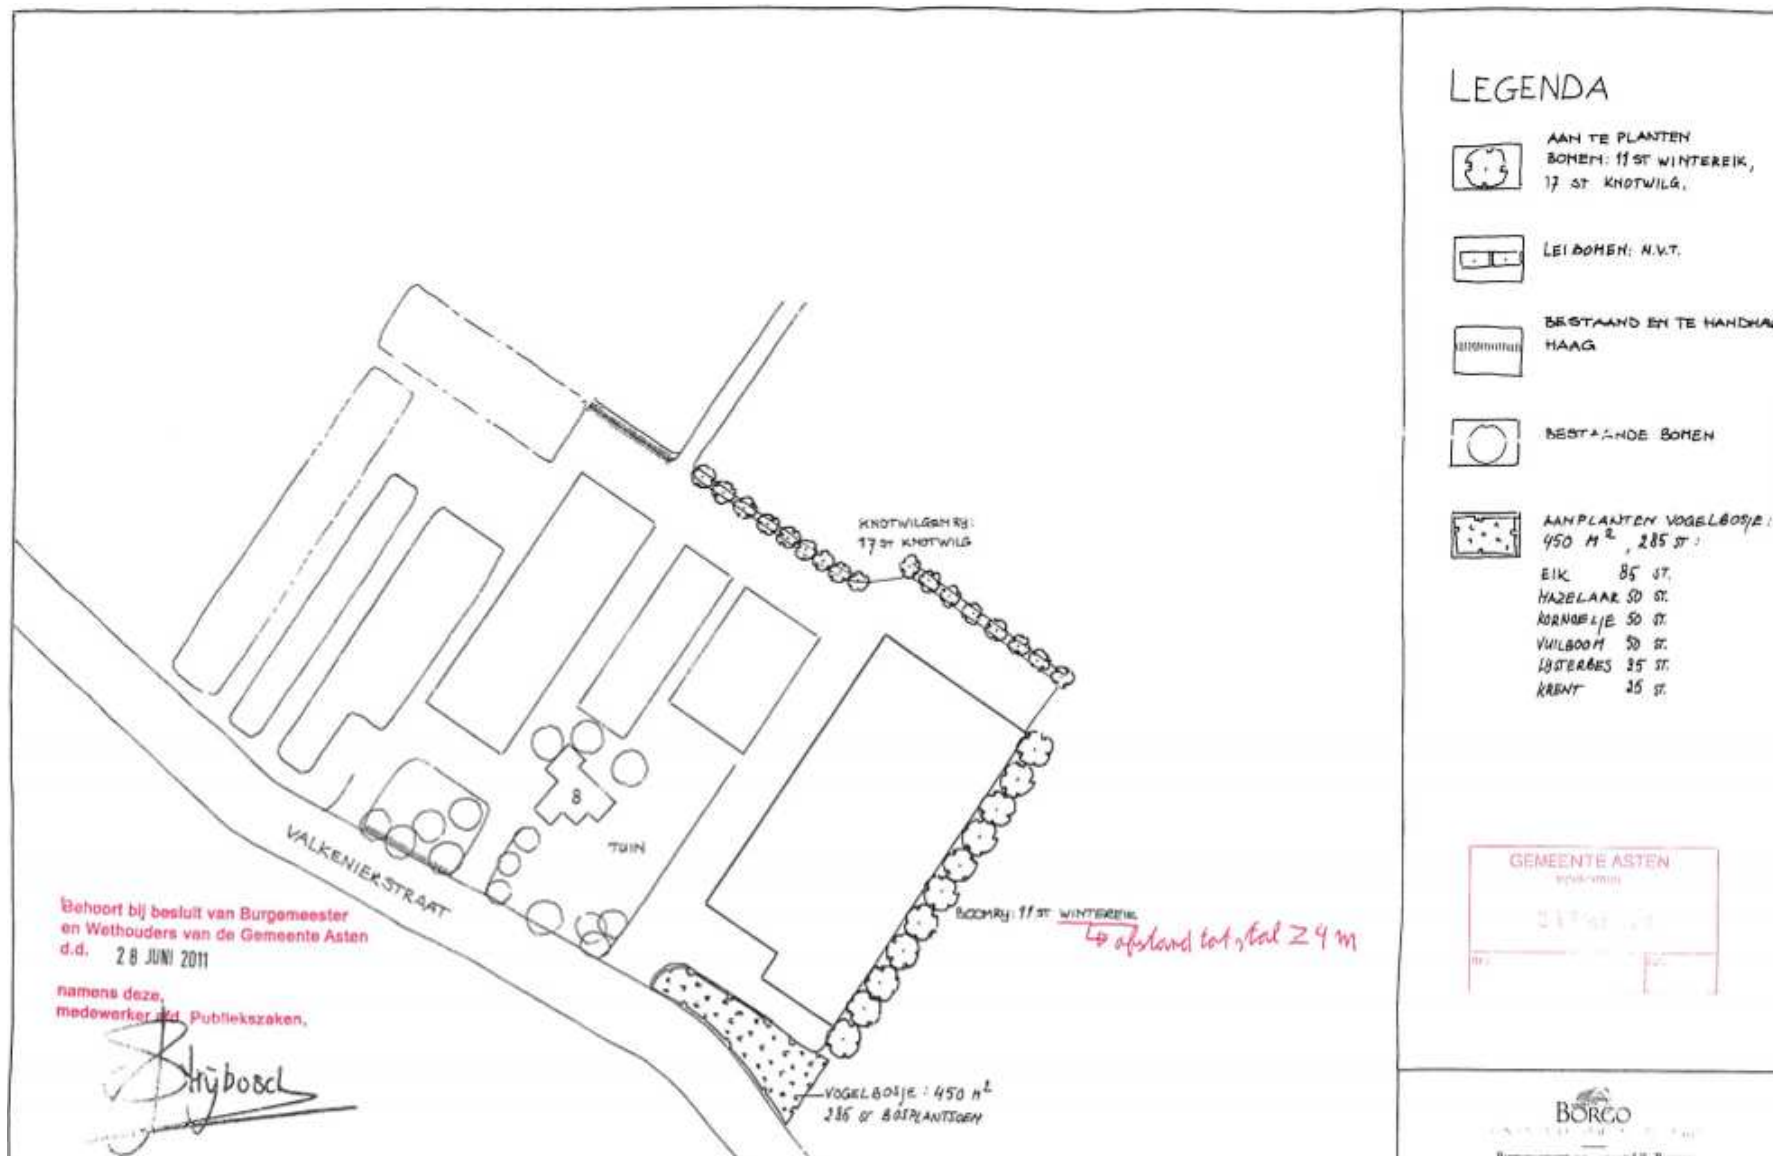 LEGENDA
AAN TE PLANTEN
BOMEN: 11 ST WINTEREIK,
17 ST KNOTWILG.
LEIBOMEN: N.V.T.
BESTAAND EN TE HANDHA
HAAG
BESTAANDE BOMEN
AANPLANTEN VOGELBOSJE:
450 M², 285 ST:
EIK 85 ST.
HAZELAAR 50 ST.
KORNOELJE 50 ST.
VUILBOOM 50 ST.
LIJSTERBES 25 ST.
KRENT 25 ST.
KNOTWILGENRIJ:
17 ST KNOTWILG
8
TUIN
VALKENIERSTRAAT
BOOMRIJ: 11 ST WINTEREIK
afstand tot stal ≥ 4 m
VOGELBOSJE: 450 M²
285 ST BOSPLANTSOEN
Behoort bij besluit van Burgemeester
en Wethouders van de Gemeente Asten
d.d. 28 JUNI 2011
namens deze,
medewerker afd. Publiekszaken,
GEMEENTE ASTEN
BORGO